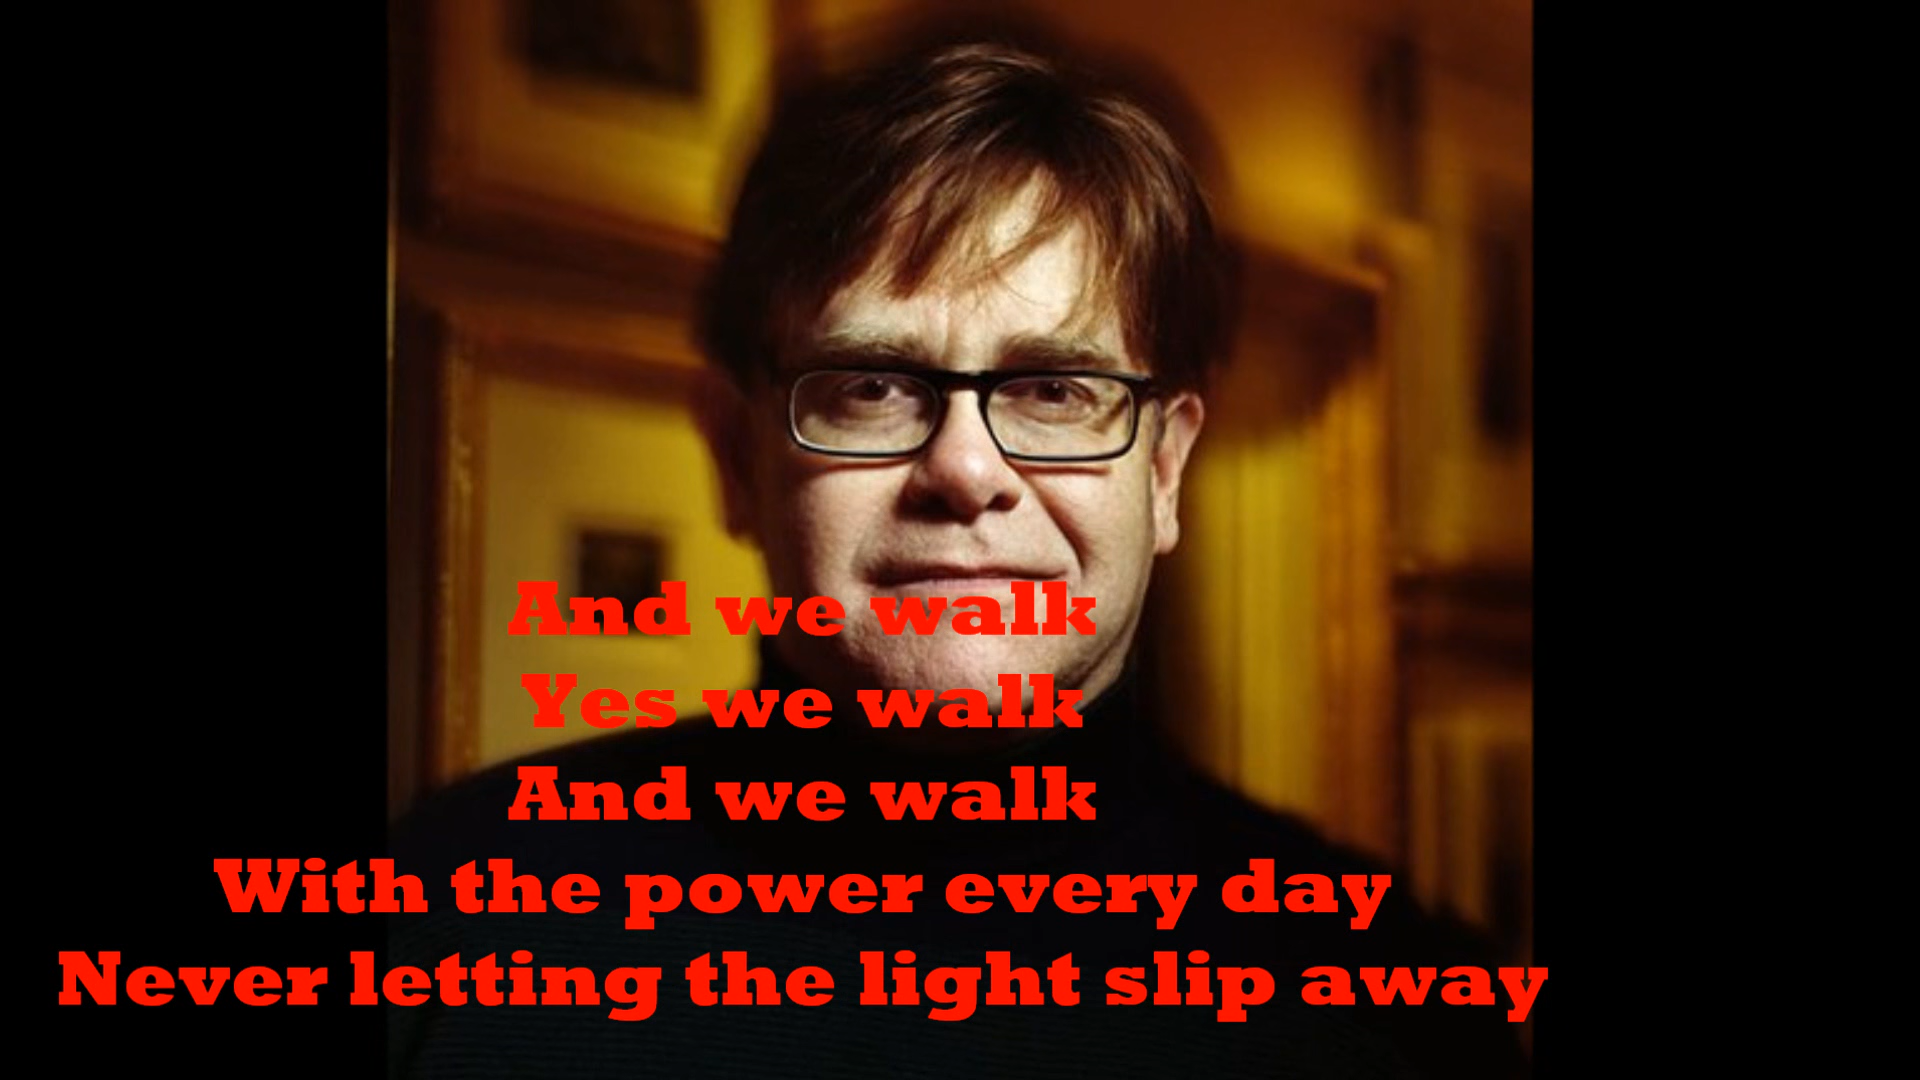 And we walk
Yes we walk
And we walk
With the power every day
Never letting the light slip away